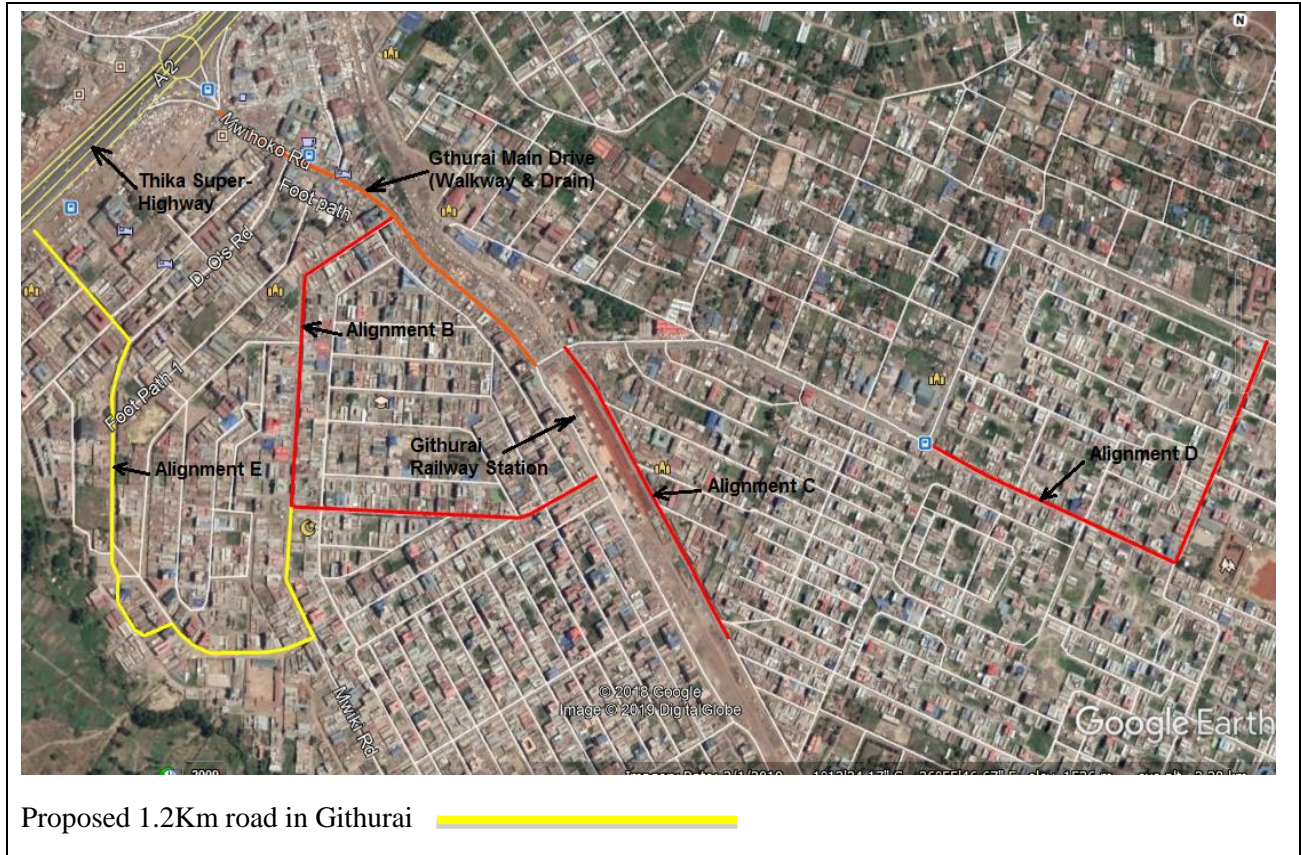 N
A 2
Mwihoko Rd
Gthurai Main Drive
(Walkway & Drain)
Thika Super-
Highway
Foot path
D. O's Rd
Alignment B
Foot Path 1
Githurai
Railway Station
Alignment E
Alignment C
Alignment D
Mwiki Rd
© 2018 Google
Image © 2019 DigitalGlobe
Google Earth
2009
Proposed 1.2Km road in Githurai